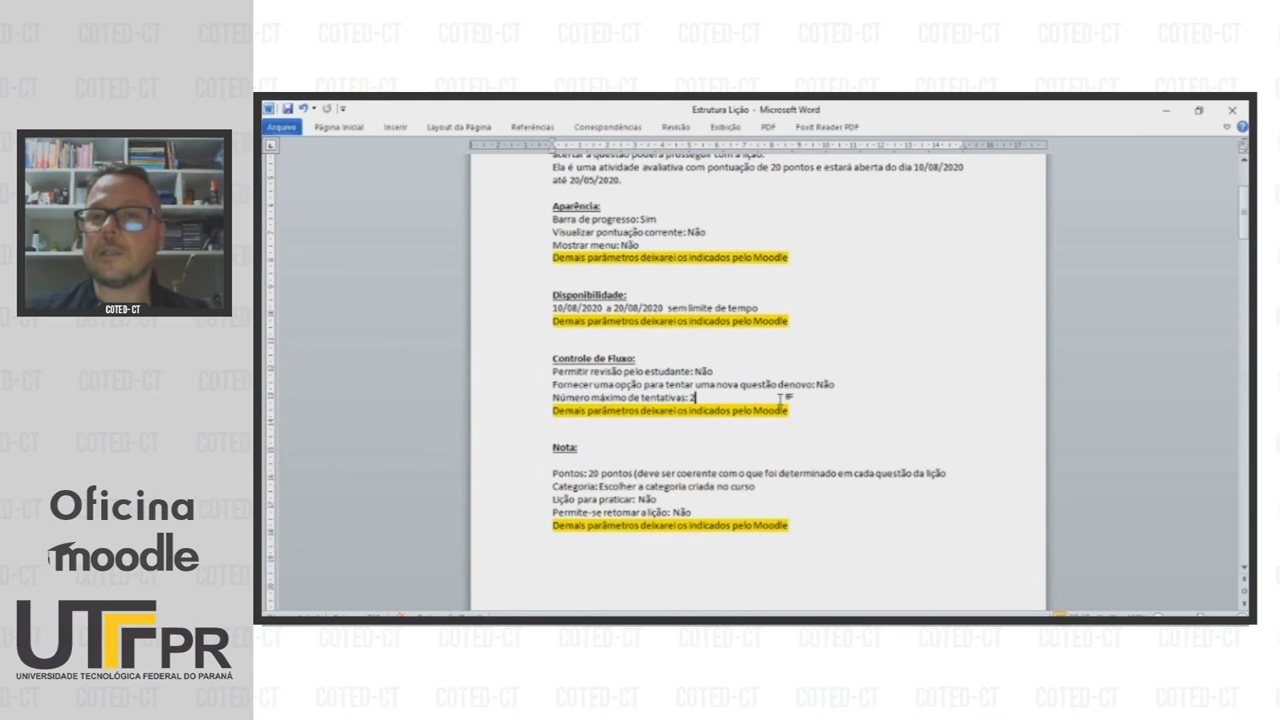 COTED-CT
Oficina
moodle
UTFPR
UNIVERSIDADE TECNOLÓGICA FEDERAL DO PARANÁ
Estrutura Lição - Microsoft Word
Arquivo Página Inicial Inserir Layout da Página Referências Correspondências Revisão Exibição PDF Foxit Reader PDF
acertar a questão poderá prosseguir com a lição.
Ela é uma atividade avaliativa com pontuação de 20 pontos e estará aberta do dia 10/08/2020
até 20/05/2020.
Aparência:
Barra de progresso: Sim
Visualizar pontuação corrente: Não
Mostrar menu: Não
Demais parâmetros deixarei os indicados pelo Moodle
Disponibilidade:
10/08/2020 a 20/08/2020 sem limite de tempo
Demais parâmetros deixarei os indicados pelo Moodle
Controle de Fluxo:
Permitir revisão pelo estudante: Não
Fornecer uma opção para tentar uma nova questão denovo: Não
Número máximo de tentativas: 2
Demais parâmetros deixarei os indicados pelo Moodle
Nota:
Pontos: 20 pontos (deve ser coerente com o que foi determinado em cada questão da lição
Categoria: Escolher a categoria criada no curso
Lição para praticar: Não
Permite-se retomar a lição: Não
Demais parâmetros deixarei os indicados pelo Moodle